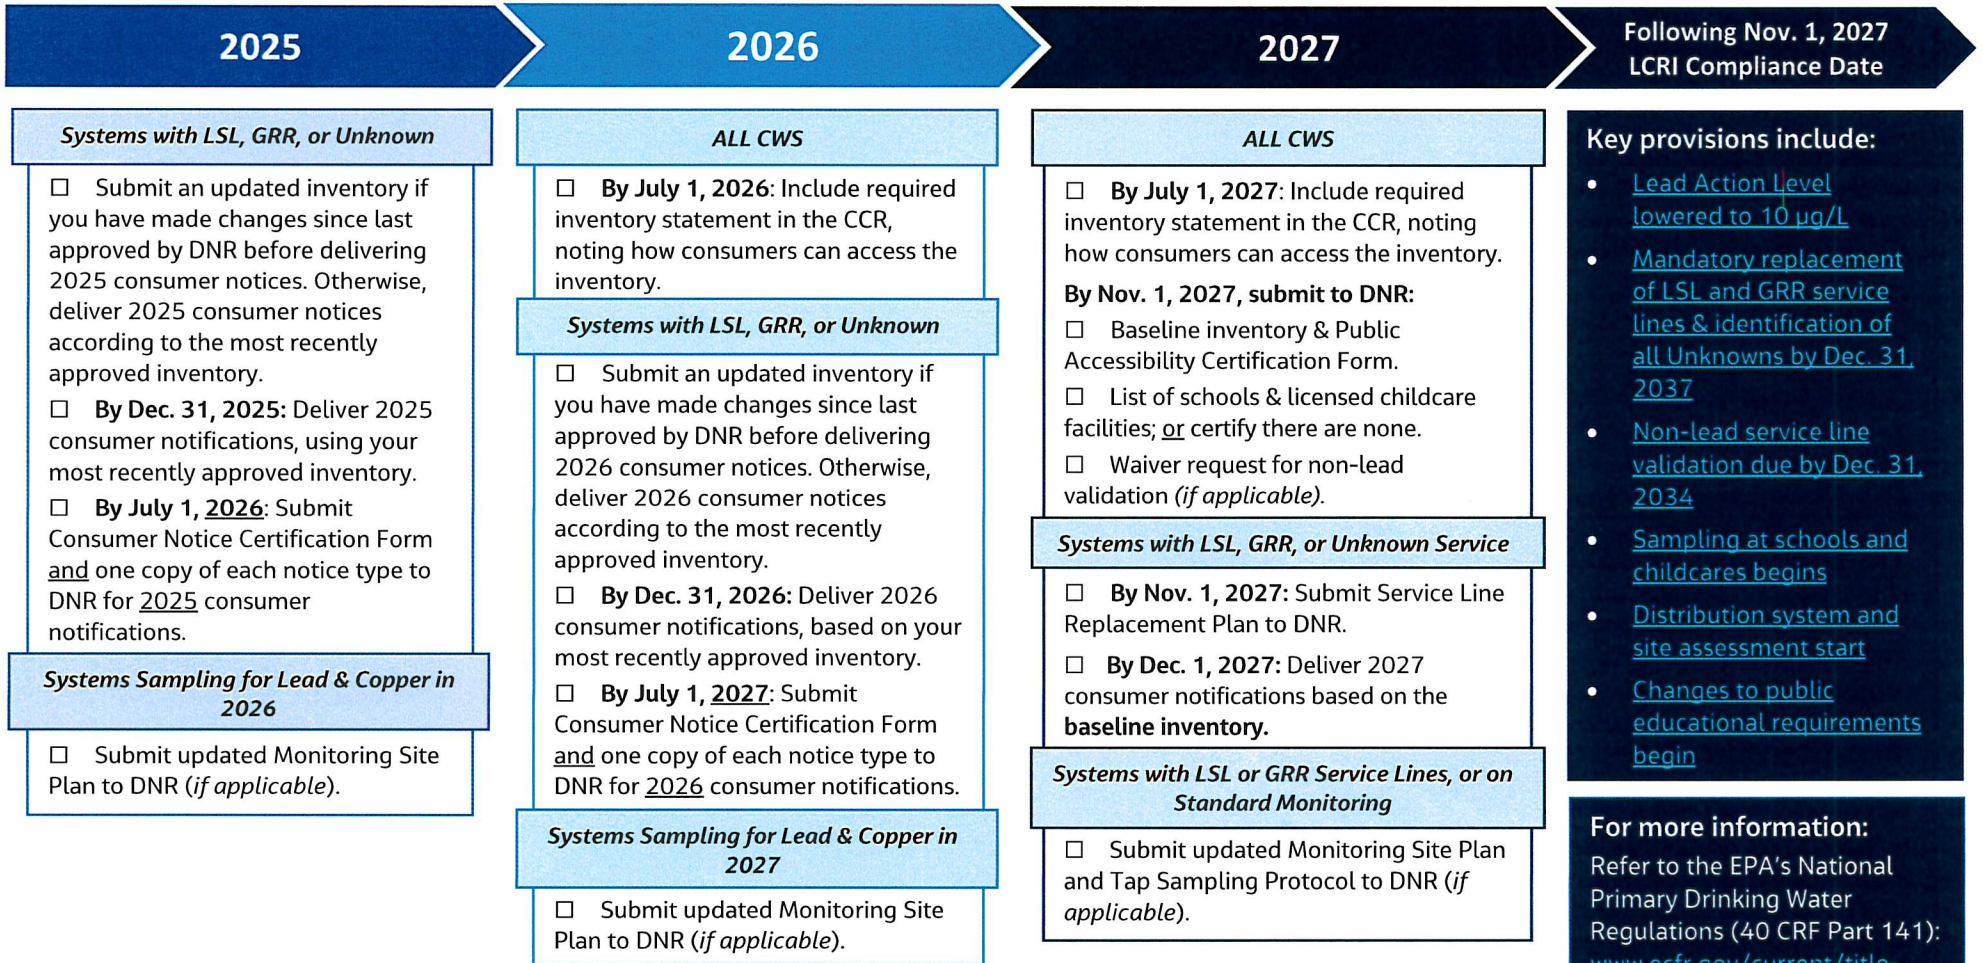 2025
Systems with LSL, GRR, or Unknown
☐ Submit an updated inventory if
you have made changes since last
approved by DNR before delivering
2025 consumer notices. Otherwise,
deliver 2025 consumer notices
according to the most recently
approved inventory.
☐ By Dec. 31, 2025: Deliver 2025
consumer notifications, using your
most recently approved inventory.
☐ By July 1, 2026: Submit
Consumer Notice Certification Form
and one copy of each notice type to
DNR for 2025 consumer
notifications.
Systems Sampling for Lead & Copper in
2026
☐ Submit updated Monitoring Site
Plan to DNR (if applicable).
2026
ALL CWS
☐ By July 1, 2026: Include required
inventory statement in the CCR,
noting how consumers can access the
inventory.
Systems with LSL, GRR, or Unknown
☐ Submit an updated inventory if
you have made changes since last
approved by DNR before delivering
2026 consumer notices. Otherwise,
deliver 2026 consumer notices
according to the most recently
approved inventory.
☐ By Dec. 31, 2026: Deliver 2026
consumer notifications, based on your
most recently approved inventory.
☐ By July 1, 2027: Submit
Consumer Notice Certification Form
and one copy of each notice type to
DNR for 2026 consumer notifications.
Systems Sampling for Lead & Copper in
2027
☐ Submit updated Monitoring Site
Plan to DNR (if applicable).
2027
ALL CWS
☐ By July 1, 2027: Include required
inventory statement in the CCR, noting
how consumers can access the inventory.
By Nov. 1, 2027, submit to DNR:
☐ Baseline inventory & Public
Accessibility Certification Form.
☐ List of schools & licensed childcare
facilities; or certify there are none.
☐ Waiver request for non-lead
validation (if applicable).
Systems with LSL, GRR, or Unknown Service
☐ By Nov. 1, 2027: Submit Service Line
Replacement Plan to DNR.
☐ By Dec. 1, 2027: Deliver 2027
consumer notifications based on the
baseline inventory.
Systems with LSL or GRR Service Lines, or on
Standard Monitoring
☐ Submit updated Monitoring Site Plan
and Tap Sampling Protocol to DNR (if
applicable).
Following Nov. 1, 2027
LCRI Compliance Date
Key provisions include:
• Lead Action Level
lowered to 10 µg/L
• Mandatory replacement
of LSL and GRR service
lines & identification of
all Unknowns by Dec. 31,
2037
• Non-lead service line
validation due by Dec. 31,
2034
• Sampling at schools and
childcares begins
• Distribution system and
site assessment start
• Changes to public
educational requirements
begin
For more information:
Refer to the EPA's National
Primary Drinking Water
Regulations (40 CRF Part 141):
www.ecfr.gov/current/title-